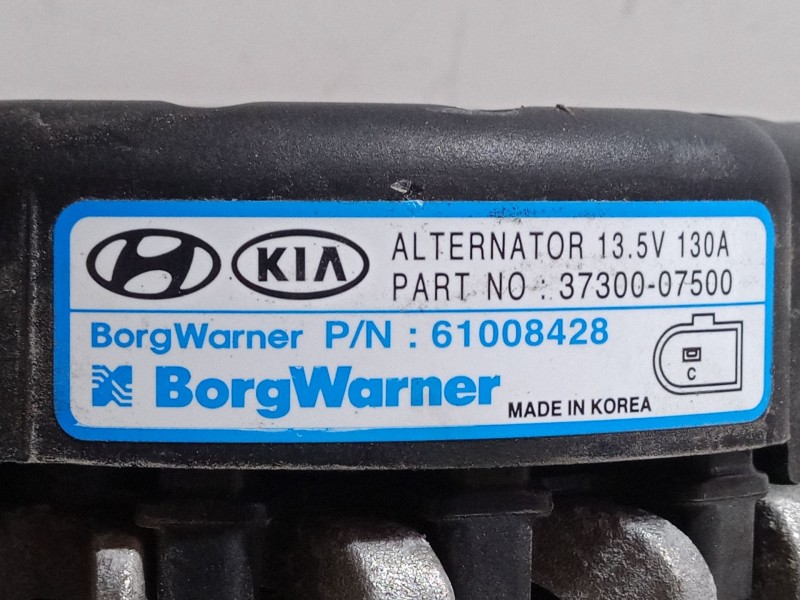 H KIA ALTERNATOR 13.5V 130A
PART NO : 37300-07500
BorgWarner P/N : 61008428
BorgWarner
MADE IN KOREA
C